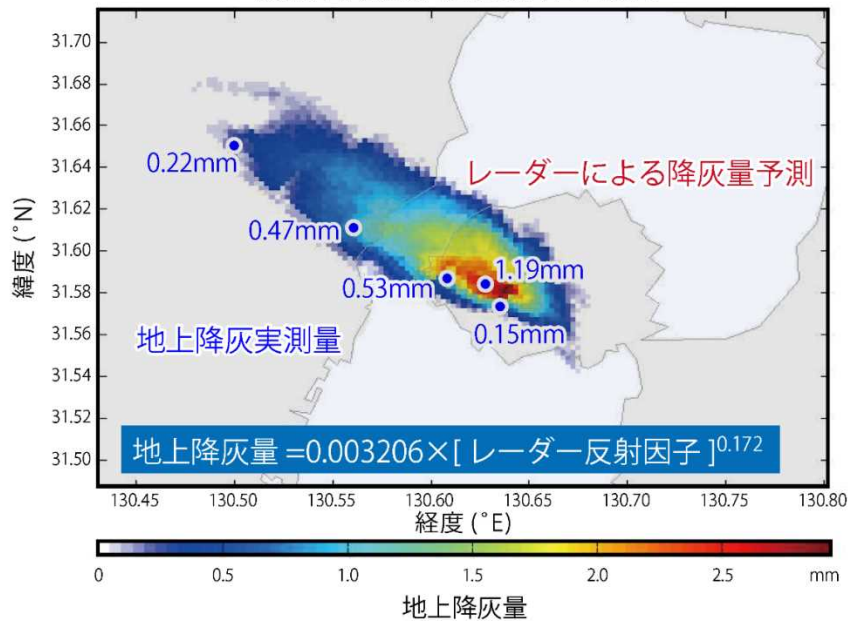 31.70
31.68
31.66
31.64
31.62
31.60
31.58
31.56
31.54
31.52
31.50
緯度 (°N)
0.22mm
レーダーによる降灰量予測
0.47mm
1.19mm
0.53mm
0.15mm
地上降灰実測量
地上降灰量 =0.003206×[ レーダー反射因子 ]0.172
130.45 130.50 130.55 130.60 130.65 130.70 130.75 130.80
経度 (°E)
0 0.5 1.0 1.5 2.0 2.5 mm
地上降灰量